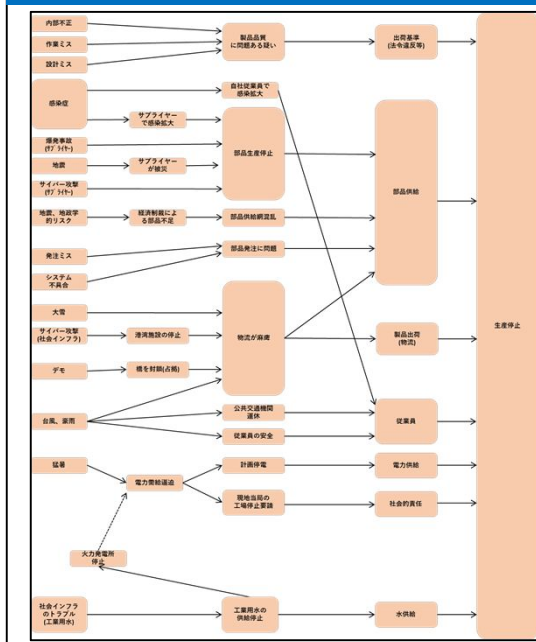 内部不正
作業ミス
設計ミス
製品品質
に問題ある疑い
出荷基準
(法令違反等)
感染症
自社従業員で
感染拡大
サプライヤー
で感染拡大
爆発事故
(ｻﾌﾟﾗｲﾔｰ)
部品生産停止
地震
サプライヤー
が被災
サイバー攻撃
(ｻﾌﾟﾗｲﾔｰ)
部品供給
地震、地政学
的リスク
経済制裁によ
る部品不足
部品供給網混乱
発注ミス
部品発注に問題
システム
不具合
大雪
サイバー攻撃
(社会インフラ)
港湾施設の停止
物流が麻痺
製品出荷
(物流)
生産停止
デモ
橋を封鎖(占拠)
台風、豪雨
公共交通機関
運休
従業員
従業員の安全
猛暑
電力需給逼迫
計画停電
電力供給
現地当局の
工場停止要請
社会的責任
火力発電所
停止
社会インフラ
のトラブル
(工業用水)
工業用水の
供給停止
水供給